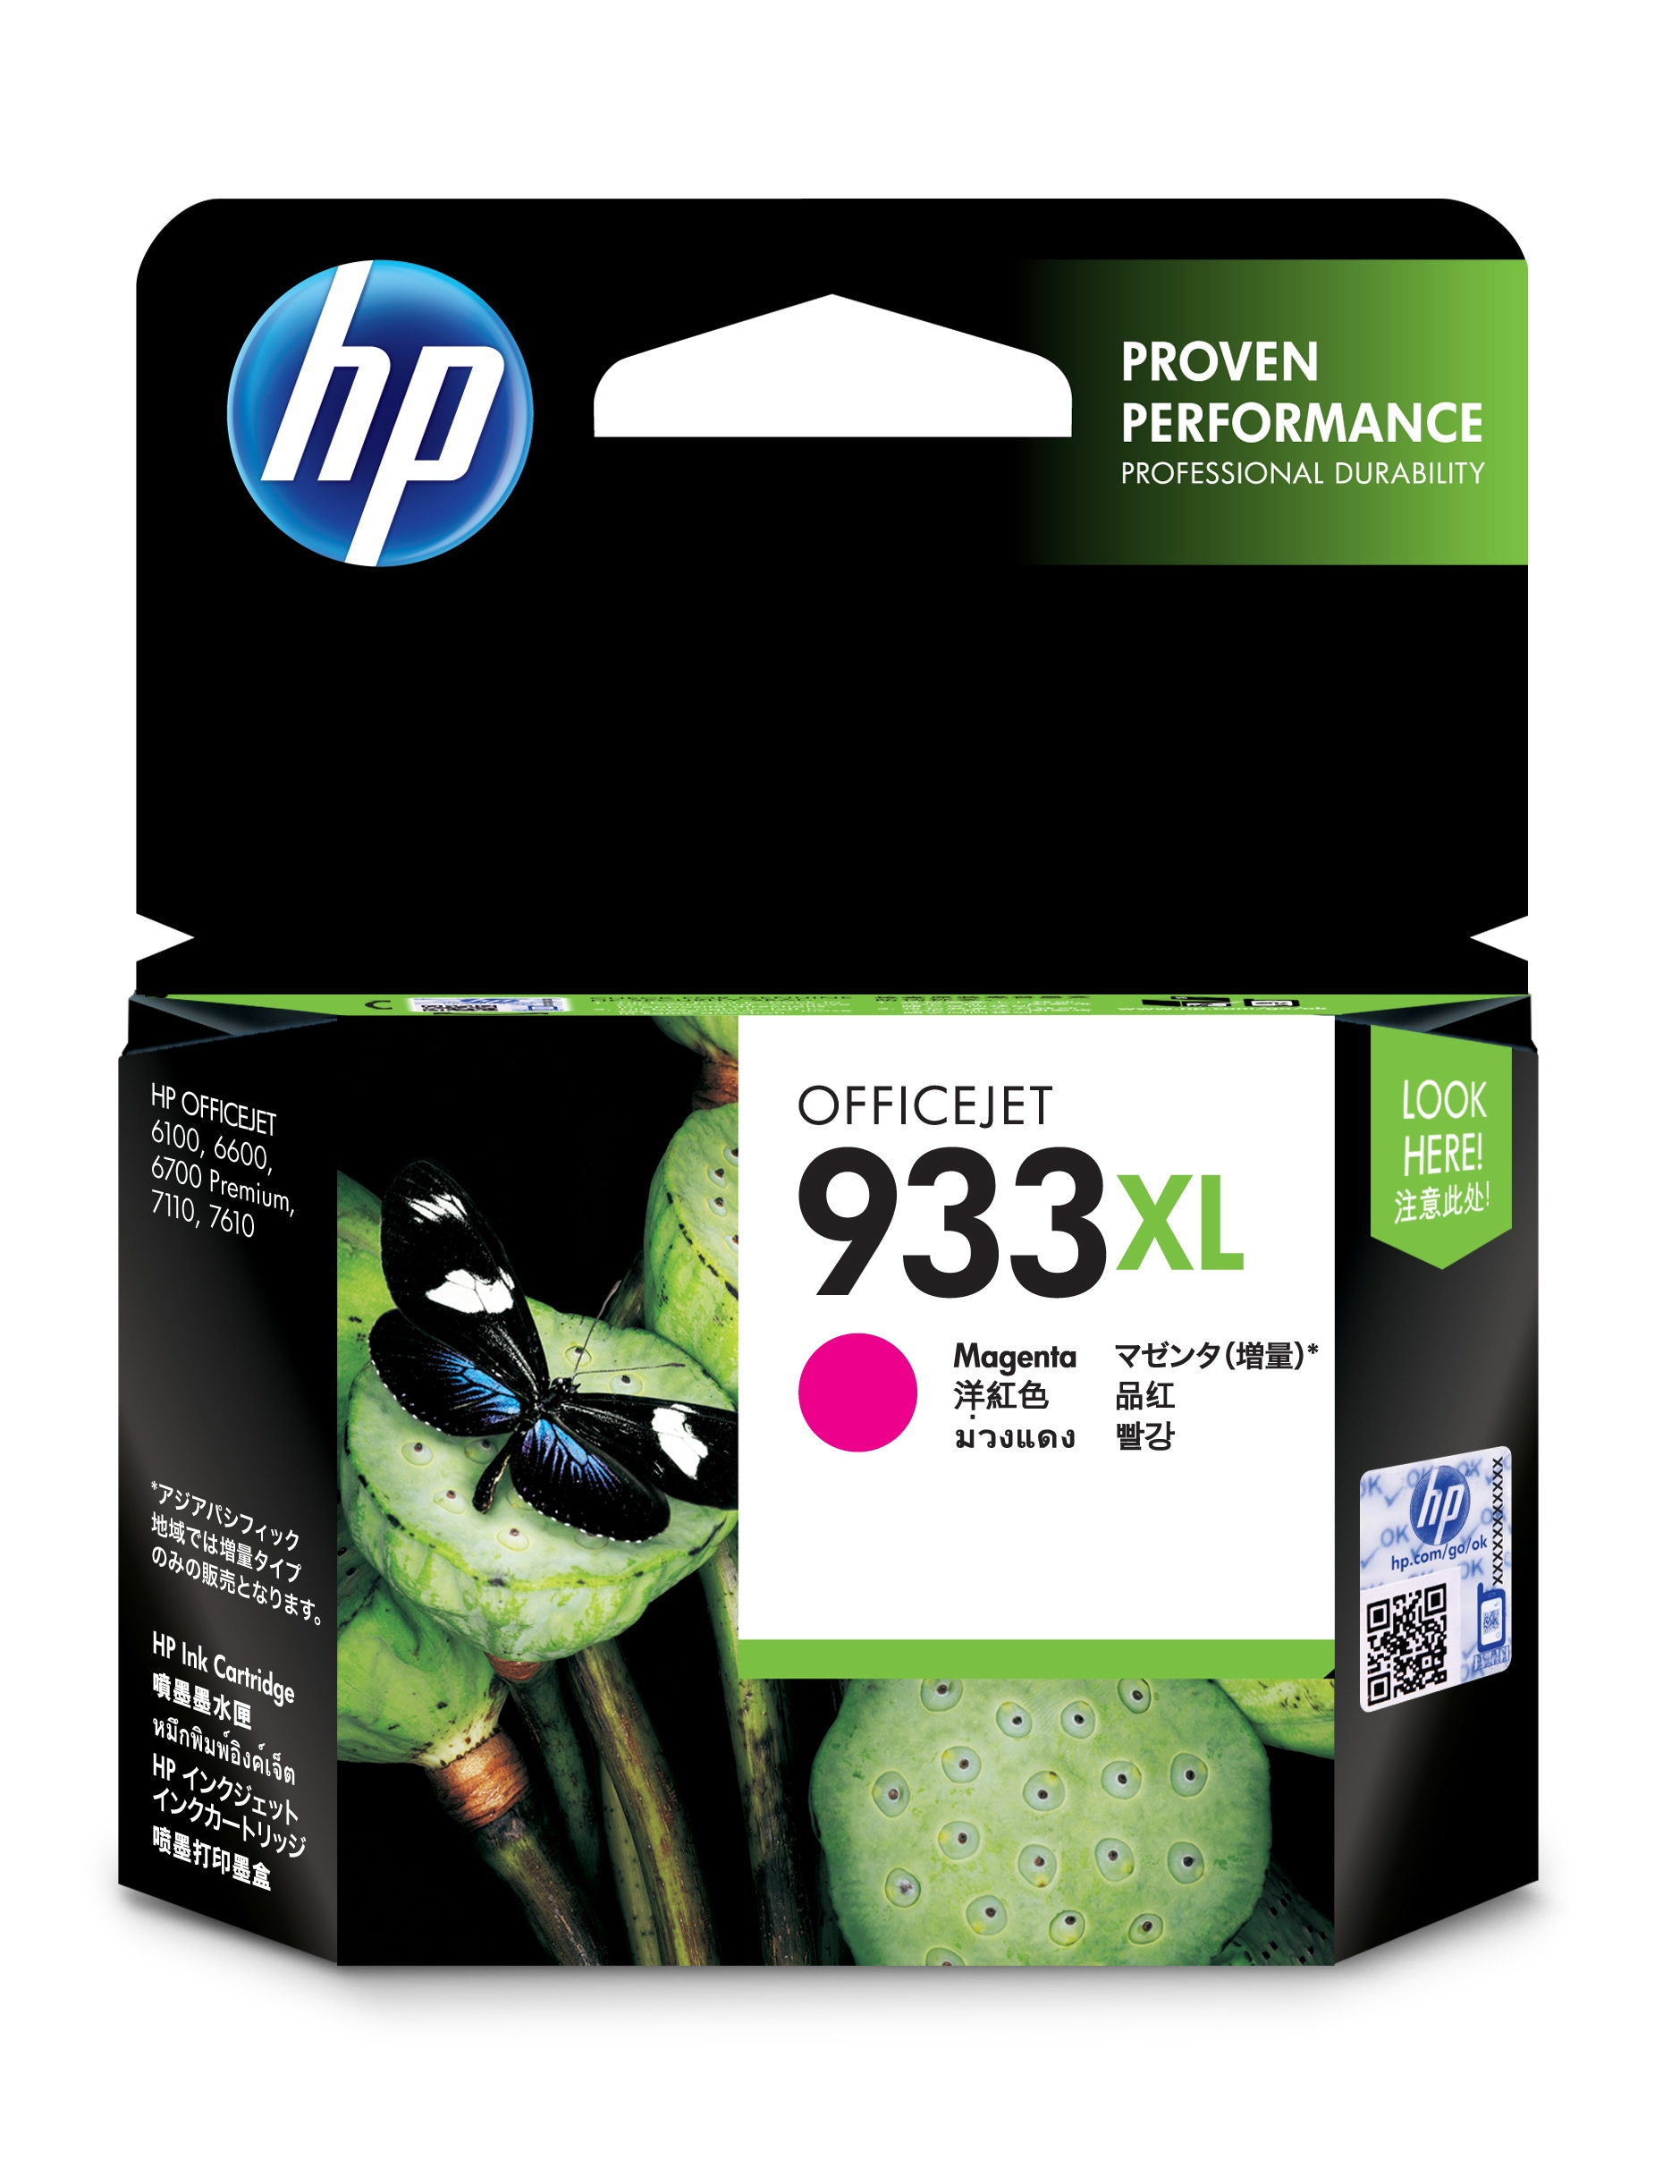 hp
PROVEN
PERFORMANCE
PROFESSIONAL DURABILITY
C
HP OFFICEJET
6100, 6600,
6700 Premium,
7110, 7610
*アジアパシフィック
地域では増量タイプ
のみの販売となります。
HP Ink Cartridge
噴墨墨水匣
หมึกพิมพ์อิงค์เจ็ต
HP インクジェット
インクカートリッジ
喷墨打印墨盒
OFFICEJET
933XL
Magenta マゼンタ(増量)*
洋紅色 品红
ม่วงแดง 빨강
LOOK
HERE!
注意此处!
OK OK OK
hp
OK
hp.com/go/ok
OK
XXXXXXXXXX